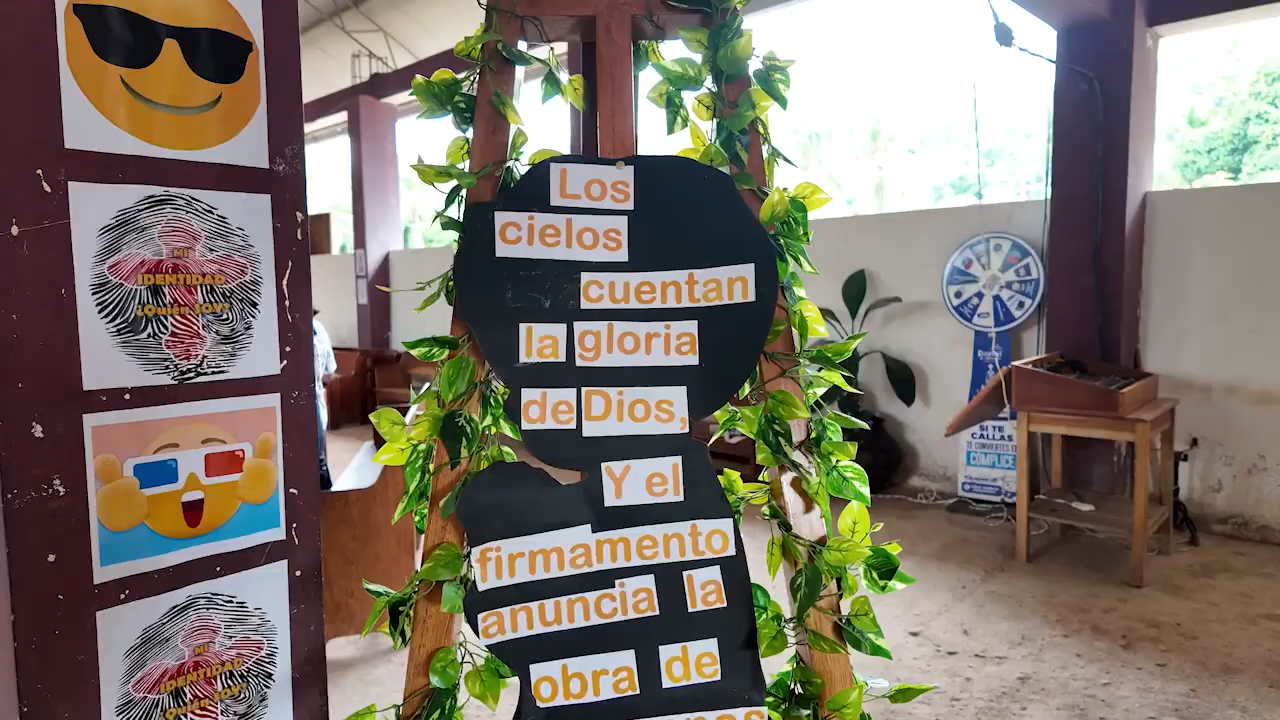 MI
IDENTIDAD
¿Quién SOY?
MI
IDENTIDAD
¿Quién SOY?
Los
cielos
cuentan
la gloria
de Dios,
Y el
firmamento
anuncia la
obra de
SI TE
CALLAS
TE CONVIERTES EN
CÓMPLICE